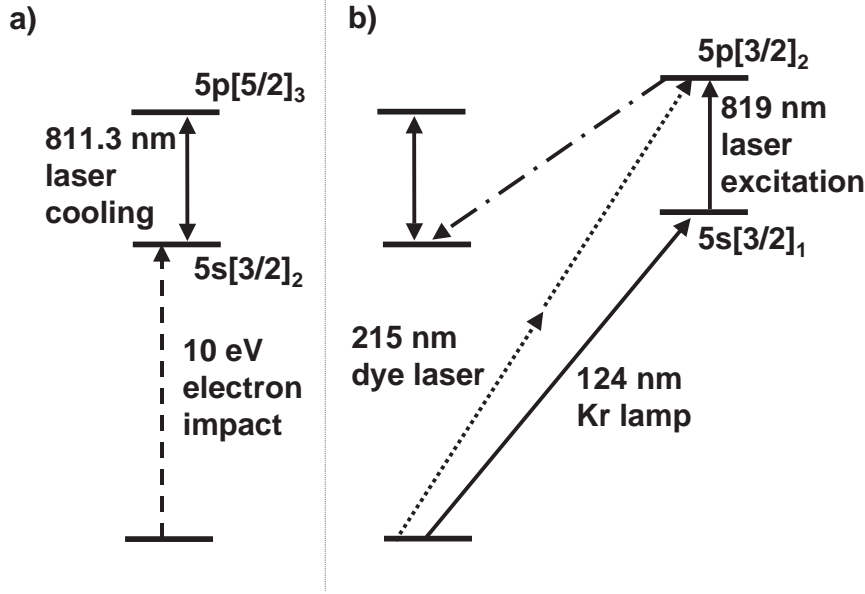 a)
5p[5/2]₃
811.3 nm
laser
cooling
5s[3/2]₂
10 eV
electron
impact
b)
5p[3/2]₂
819 nm
laser
excitation
5s[3/2]₁
215 nm
dye laser
124 nm
Kr lamp